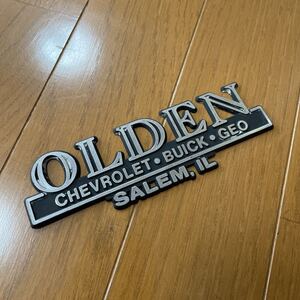 OLDEN
CHEVROLET • BUICK • GEO
SALEM, IL